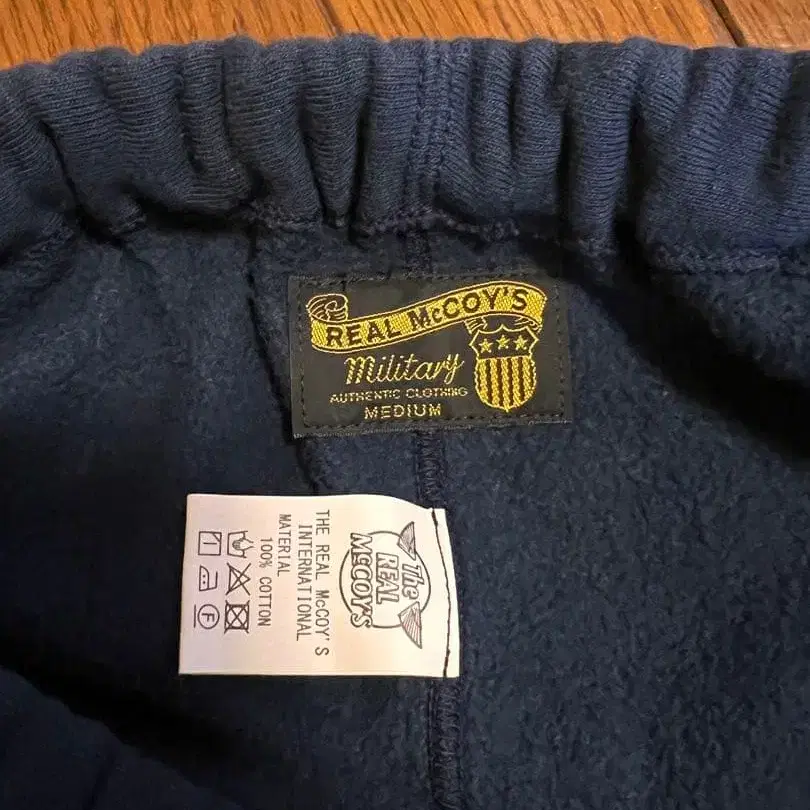 REAL McCOY'S
Military
AUTHENTIC CLOTHING
MEDIUM
The
REAL
McCOY'S
THE REAL McCOY'S
INTERNATIONAL
MATERIAL
100% COTTON
F